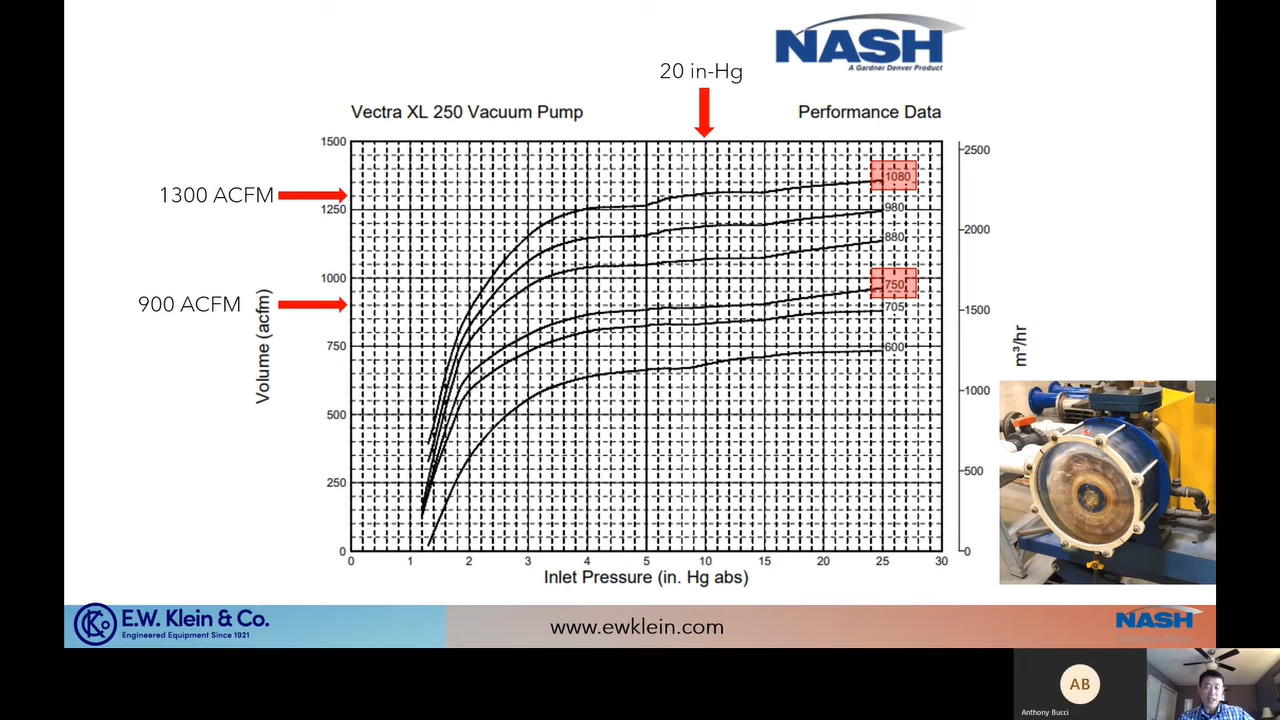 NASH
A Gardner Denver Product
20 in-Hg
Vectra XL 250 Vacuum Pump
Performance Data
1500
2500
1080
1300 ACFM
1250
980
2000
880
1000
750
900 ACFM
1500
705
750
600
1000
500
500
250
0
0
Volume (acfm)
m³/hr
0 1 2 3 4 5 10 15 20 25 30
Inlet Pressure (in. Hg abs)
E.W. Klein & Co.
Engineered Equipment Since 1921
www.ewklein.com
NASH
AB
Anthony Bucci